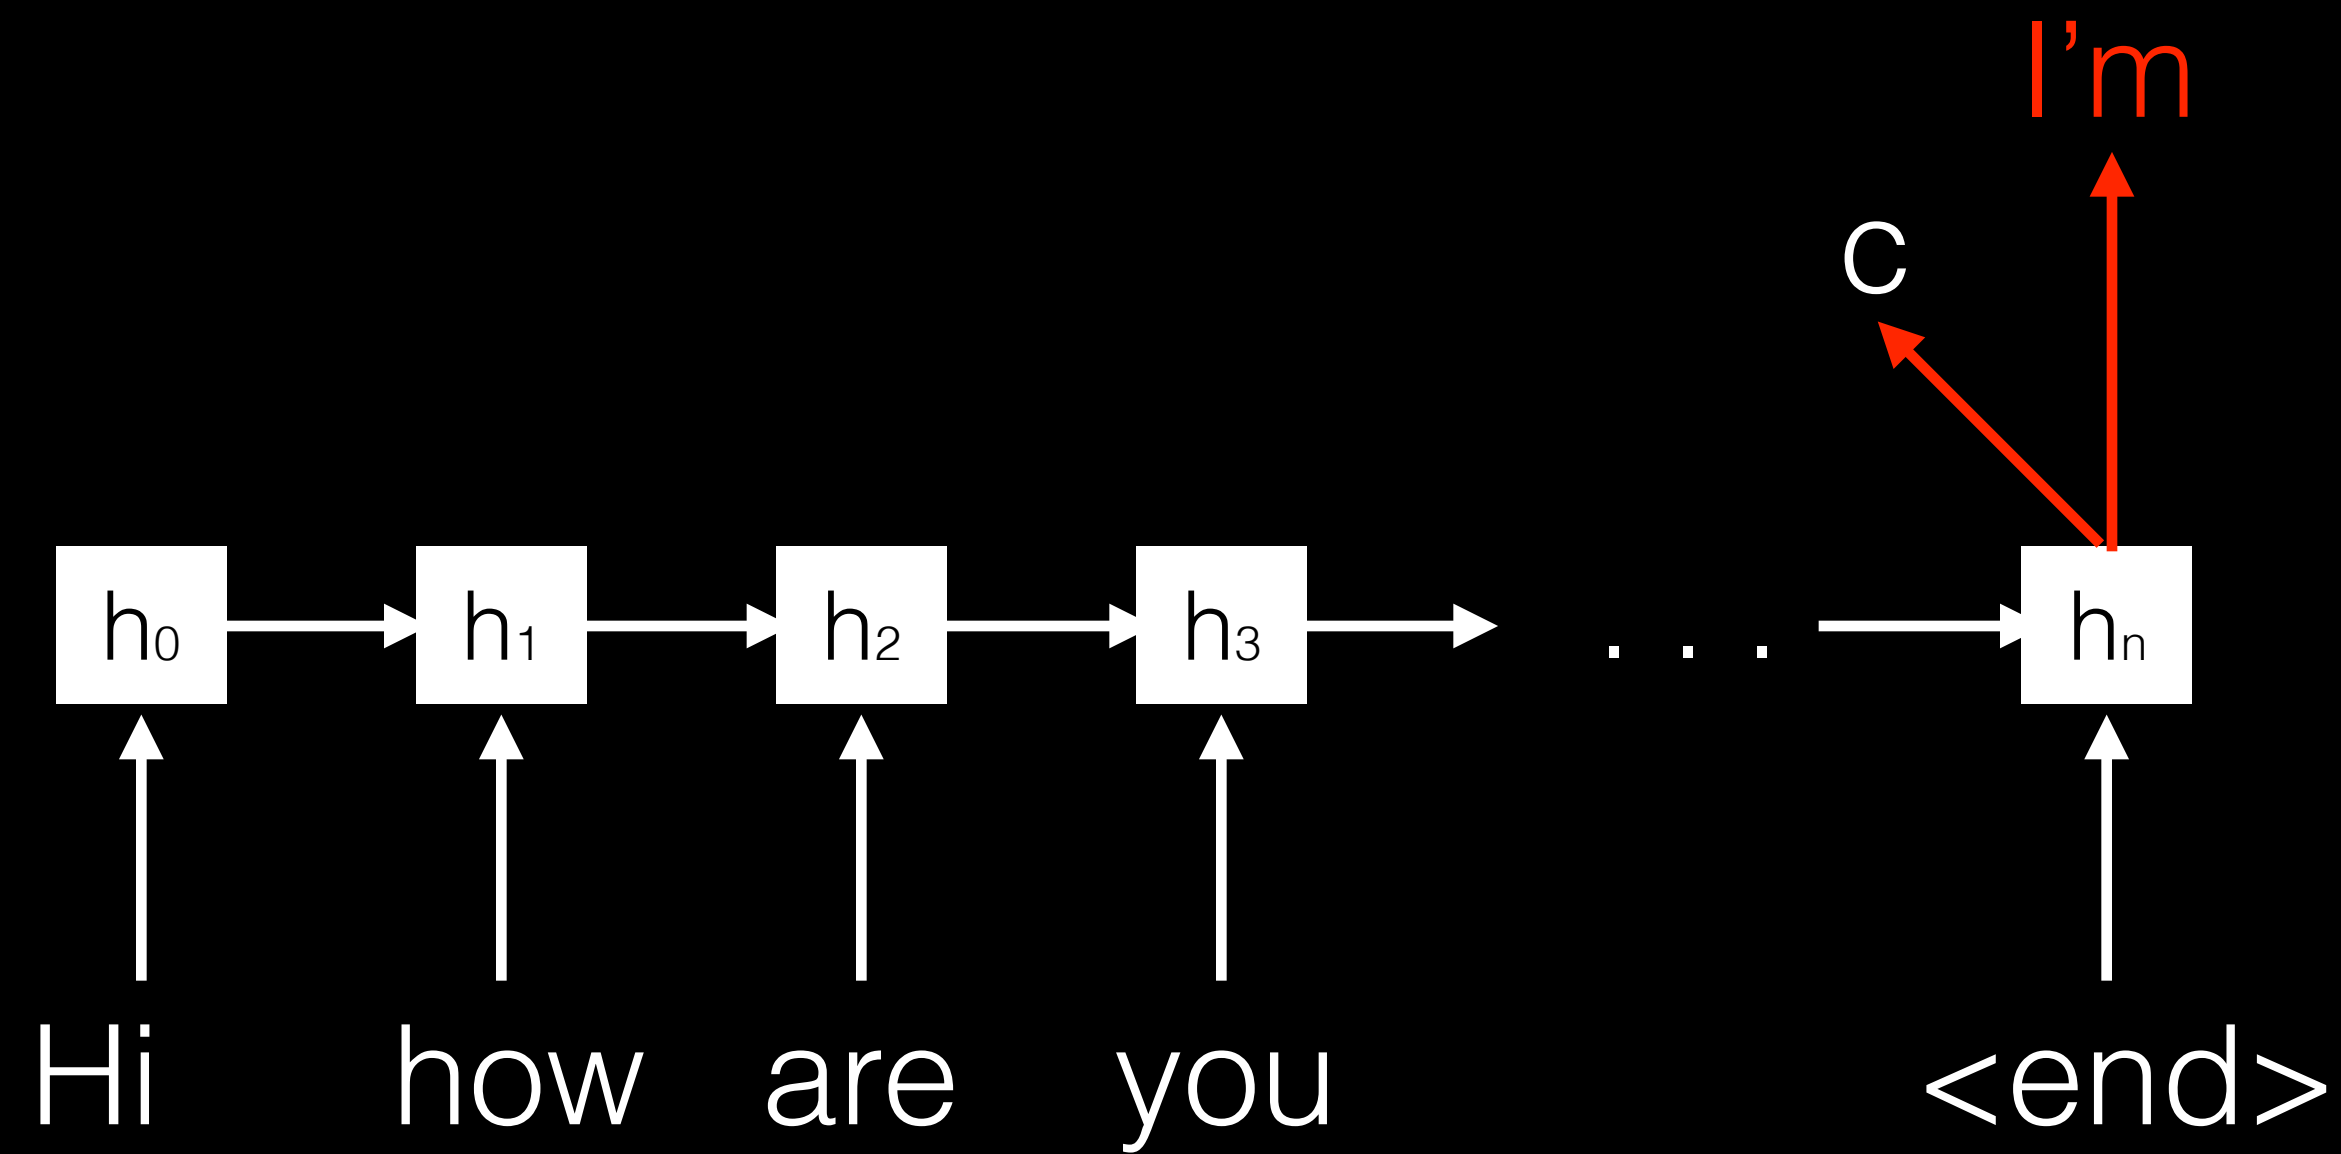 I’m
C
h₀ h₁ h₂ h₃ . . . hₙ
Hi how are you <end>